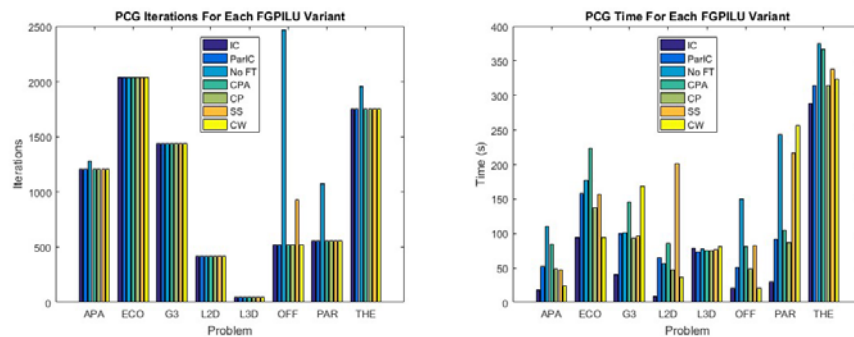 PCG Iterions For Each FGPILU Variant
2500
2000
1500
1000
500
0
Iterations
IC
ParIC
No FT
CPA
CP
SS
CW
APA ECO G3 L2D L3D OFF PAR THE
Problem
PCG Time For Each FGPILU Variant
400
350
300
250
200
150
100
50
0
Time (s)
IC
ParIC
No FT
CPA
CP
SS
CW
APA ECO G3 L2D L3D OFF PAR THE
Problem